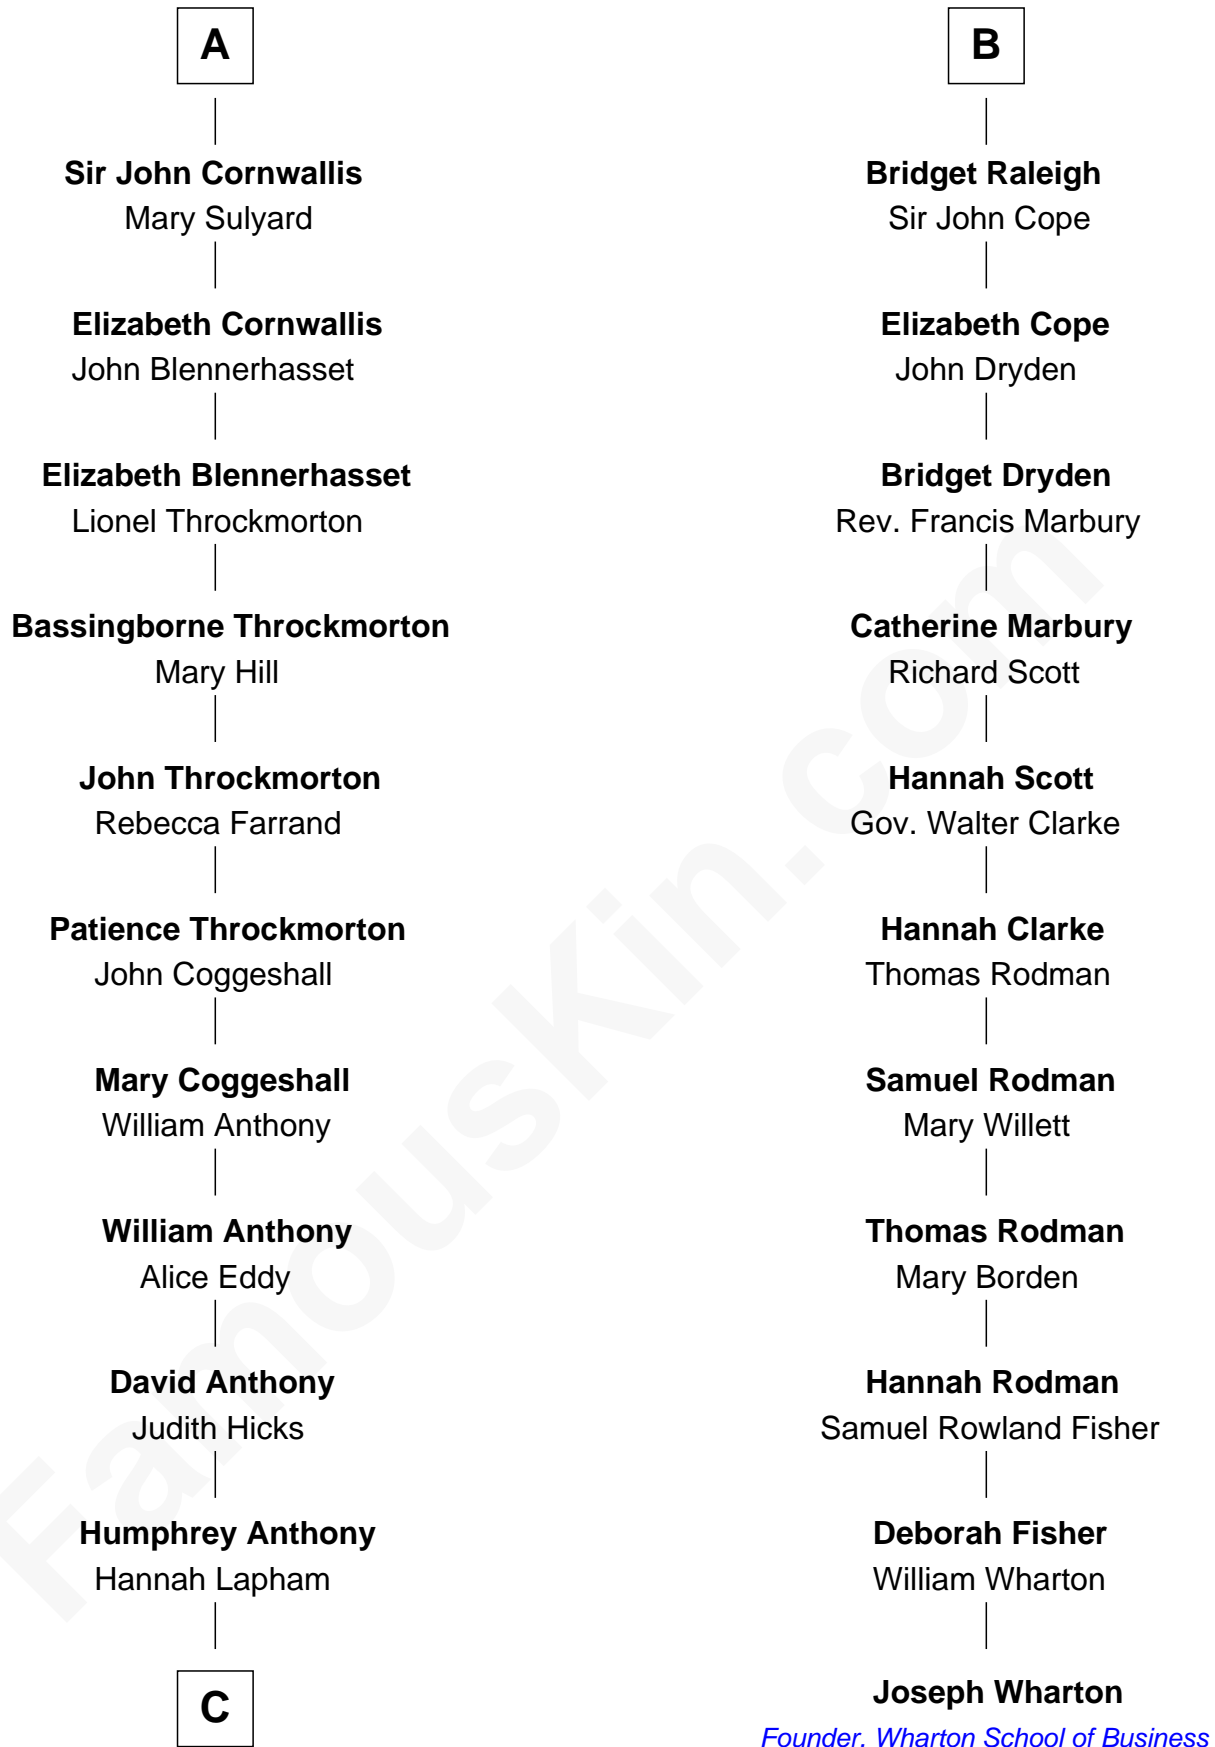 A
Sir John Cornwallis
Mary Sulyard
Elizabeth Cornwallis
John Blennerhasset
Elizabeth Blennerhasset
Lionel Throckmorton
Bassingborne Throckmorton
Mary Hill
John Throckmorton
Rebecca Farrand
Patience Throckmorton
John Coggeshall
Mary Coggeshall
William Anthony
William Anthony
Alice Eddy
David Anthony
Judith Hicks
Humphrey Anthony
Hannah Lapham
C
B
Bridget Raleigh
Sir John Cope
Elizabeth Cope
John Dryden
Bridget Dryden
Rev. Francis Marbury
Catherine Marbury
Richard Scott
Hannah Scott
Gov. Walter Clarke
Hannah Clarke
Thomas Rodman
Samuel Rodman
Mary Willett
Thomas Rodman
Mary Borden
Hannah Rodman
Samuel Rowland Fisher
Deborah Fisher
William Wharton
Joseph Wharton
Founder, Wharton School of Business
FamousKin.com